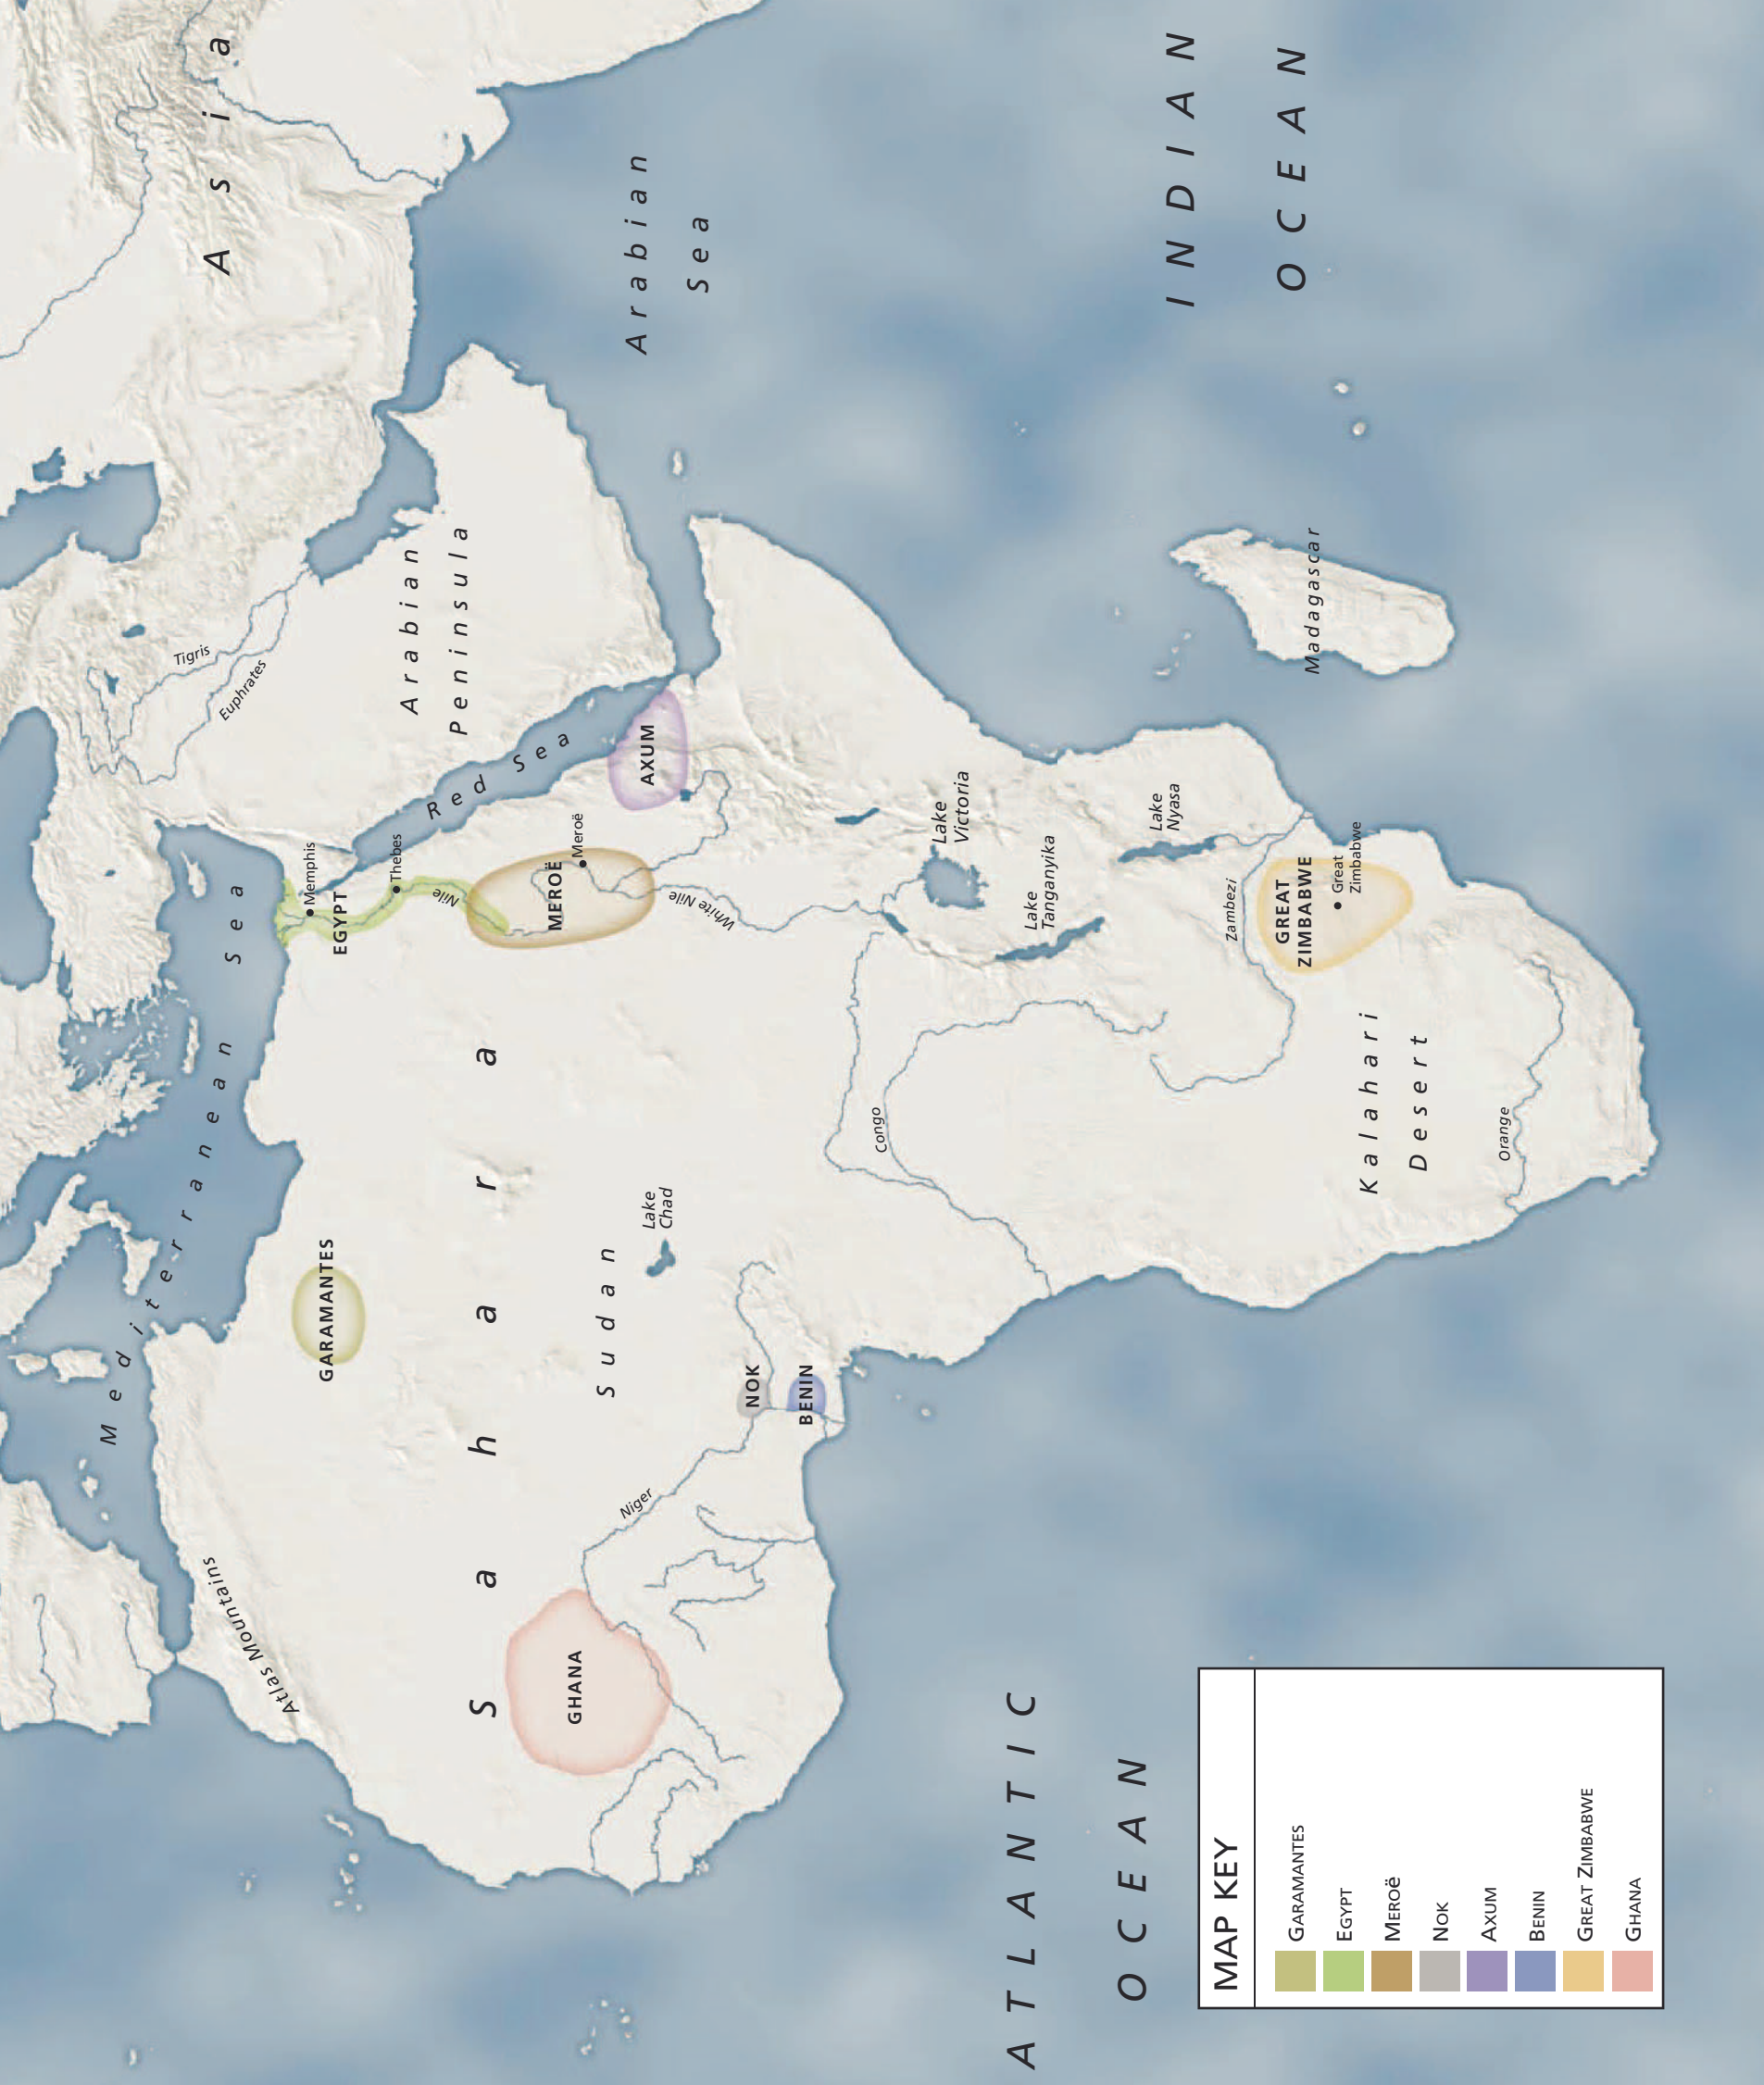 Asia
Mediterranean Sea
Atlas Mountains
Tigris
Euphrates
Arabian
Peninsula
Red Sea
Arabian
Sea
Memphis
EGYPT
Thebes
Nile
GARAMANTES
Sahara
MEROË
Meroë
White Nile
AXUM
Sudan
Lake
Chad
GHANA
Niger
NOK
BENIN
Congo
Lake
Victoria
Lake
Tanganyika
Lake
Nyasa
Zambezi
GREAT
ZIMBABWE
Great
Zimbabwe
Madagascar
Kalahari
Desert
Orange
INDIAN
OCEAN
ATLANTIC
OCEAN
MAP KEY
GARAMANTES
EGYPT
MEROë
NOK
AXUM
BENIN
GREAT ZIMBABWE
GHANA